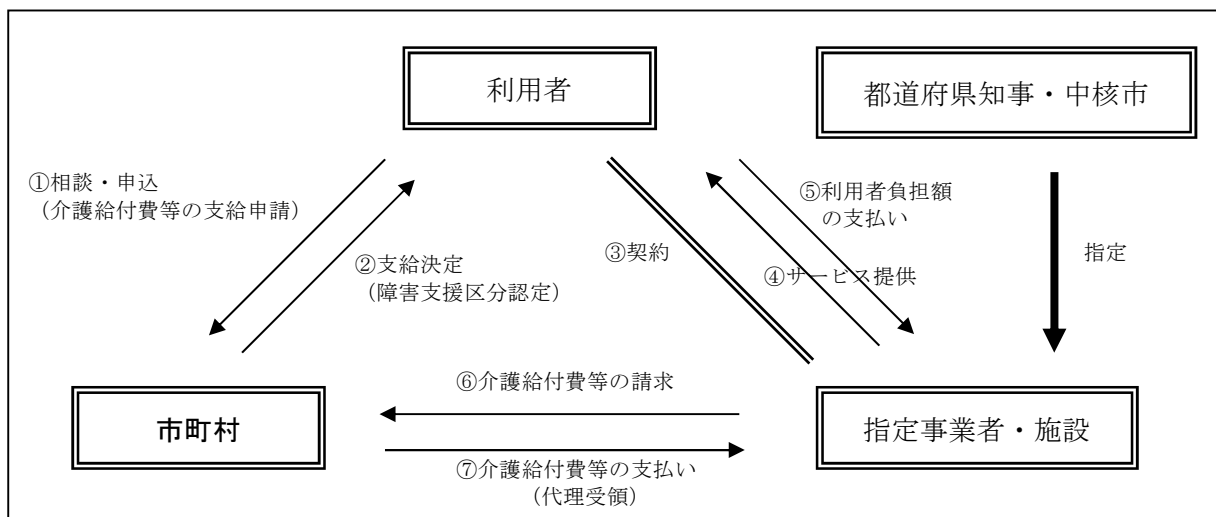 利用者
都道府県知事・中核市
①相談・申込
（介護給付費等の支給申請）
②支給決定
（障害支援区分認定）
③契約
⑤利用者負担額
の支払い
④サービス提供
指定
⑥介護給付費等の請求
市町村
指定事業者・施設
⑦介護給付費等の支払い
（代理受領）